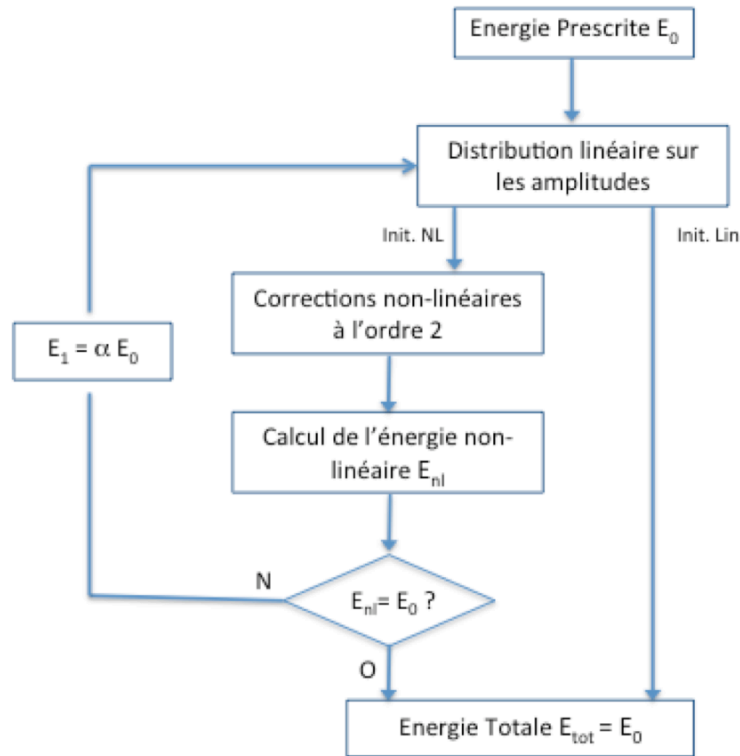 Energie Prescrite E₀
Distribution linéaire sur
les amplitudes
Init. NL
Init. Lin
Corrections non-linéaires
à l'ordre 2
E₁ = α E₀
Calcul de l'énergie non-
linéaire Eₙₗ
N
Eₙₗ= E₀ ?
O
Energie Totale Eₜₒₜ = E₀